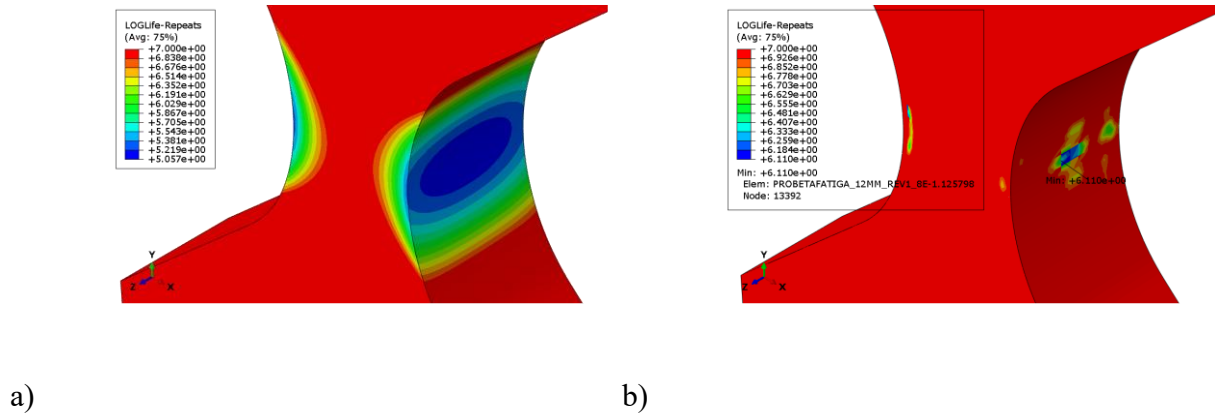 LOGLife-Repeats
(Avg: 75%)
+7.000e+00
+6.838e+00
+6.676e+00
+6.514e+00
+6.352e+00
+6.191e+00
+6.029e+00
+5.867e+00
+5.705e+00
+5.543e+00
+5.381e+00
+5.219e+00
+5.057e+00
Y
Z
X
LOGLife-Repeats
(Avg: 75%)
+7.000e+00
+6.926e+00
+6.852e+00
+6.778e+00
+6.703e+00
+6.629e+00
+6.555e+00
+6.481e+00
+6.407e+00
+6.333e+00
+6.259e+00
+6.184e+00
+6.110e+00
Min: +6.110e+00
Elem: PROBETAFATIGA_12MM_REV1_8E-1.125798
Node: 13392
Min: +6.110e+00
Y
Z
X
a)
b)